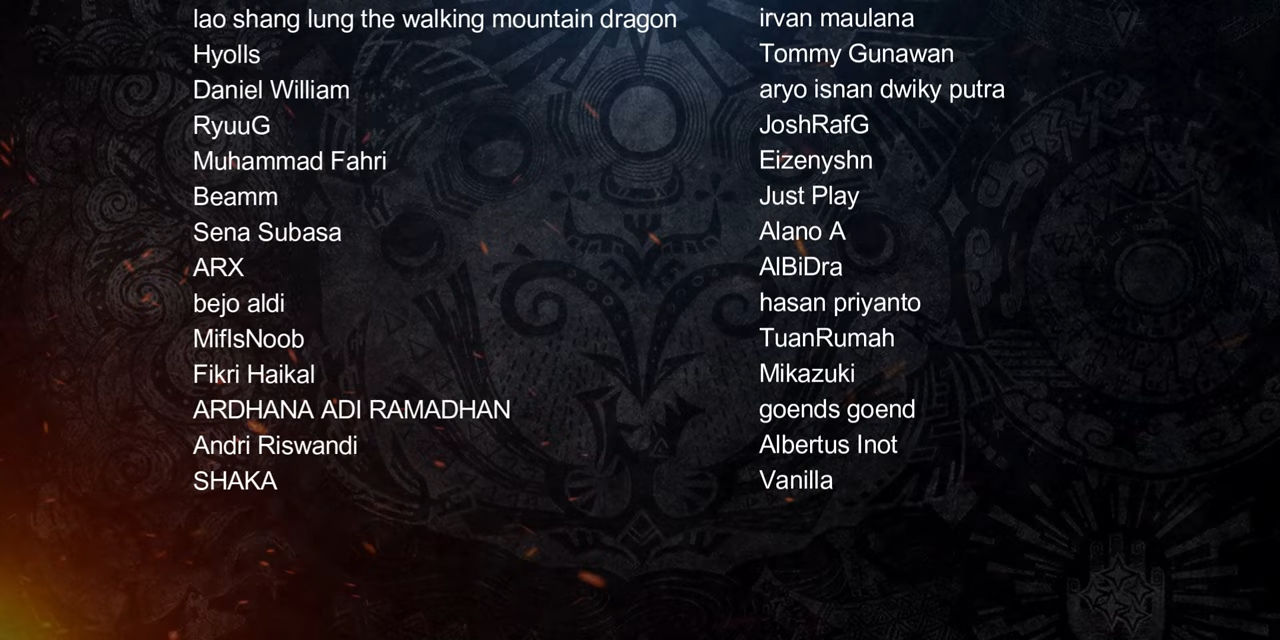 lao shang lung the walking mountain dragon
Hyolls
Daniel William
RyuuG
Muhammad Fahri
Beamm
Sena Subasa
ARX
bejo aldi
MifIsNoob
Fikri Haikal
ARDHANA ADI RAMADHAN
Andri Riswandi
SHAKA
irvan maulana
Tommy Gunawan
aryo isnan dwiky putra
JoshRafG
Eizenyshn
Just Play
Alano A
AlBiDra
hasan priyanto
TuanRumah
Mikazuki
goends goend
Albertus Inot
Vanilla